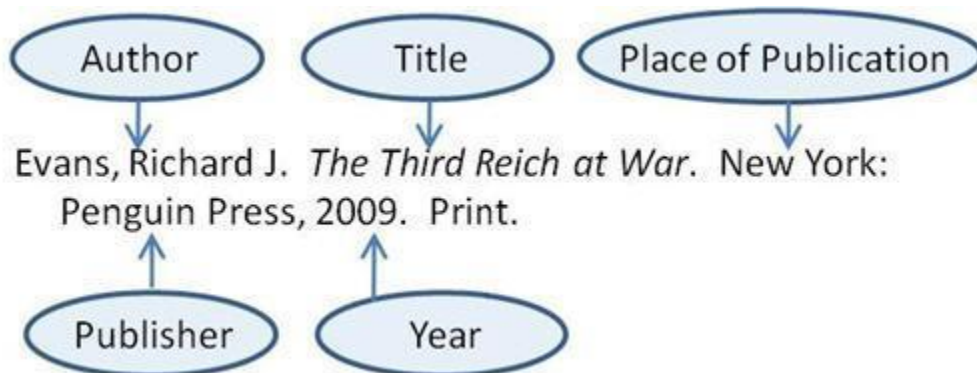 Author Title Place of Publication
Evans, Richard J. The Third Reich at War. New York:
Penguin Press, 2009. Print.
Publisher Year